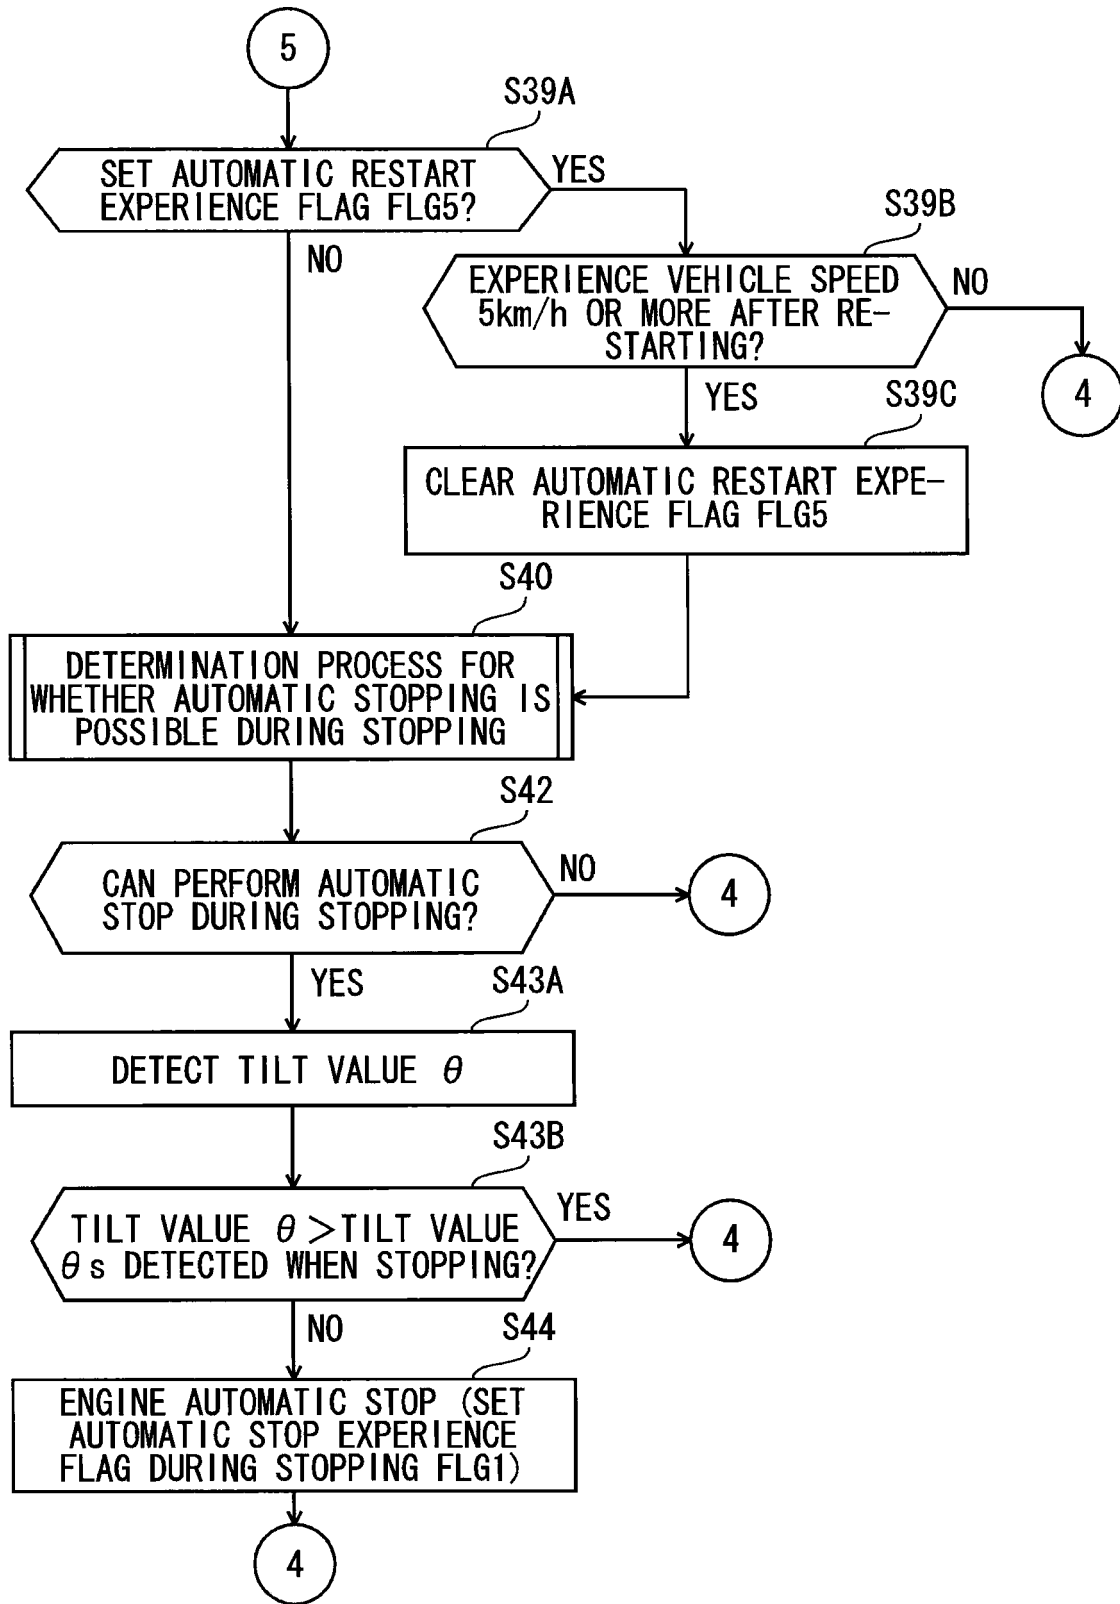 5
S39A
SET AUTOMATIC RESTART
EXPERIENCE FLAG FLG5?
YES
NO
S39B
EXPERIENCE VEHICLE SPEED
5km/h OR MORE AFTER RE-
STARTING?
NO
4
YES
S39C
CLEAR AUTOMATIC RESTART EXPE-
RIENCE FLAG FLG5
S40
DETERMINATION PROCESS FOR
WHETHER AUTOMATIC STOPPING IS
POSSIBLE DURING STOPPING
S42
CAN PERFORM AUTOMATIC
STOP DURING STOPPING?
NO
4
YES
S43A
DETECT TILT VALUE θ
S43B
TILT VALUE θ >TILT VALUE
θs DETECTED WHEN STOPPING?
YES
4
NO
S44
ENGINE AUTOMATIC STOP (SET
AUTOMATIC STOP EXPERIENCE
FLAG DURING STOPPING FLG1)
4